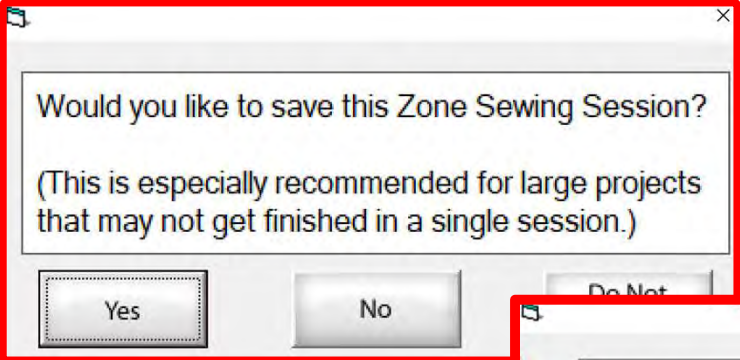 Would you like to save this Zone Sewing Session?
(This is especially recommended for large projects
that may not get finished in a single session.)
Yes
No
Do Not